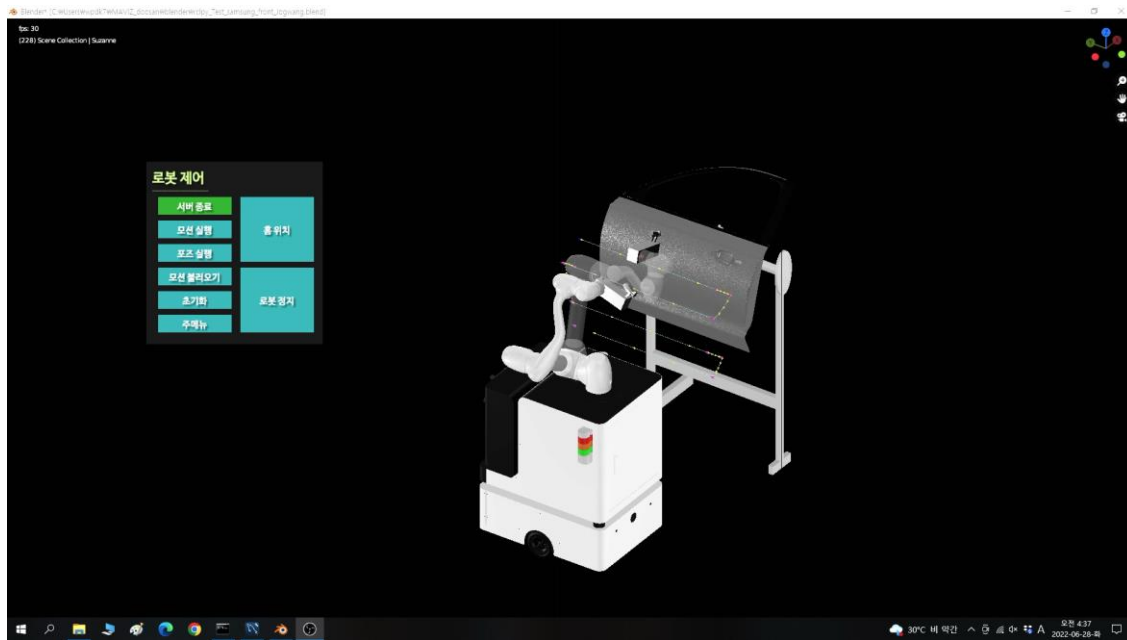 fps: 30
(228) Scene Collection | Suzanne
로봇 제어
서버 종료
모션 실행
포즈 실행
모션 불러오기
초기화
주메뉴
홈 위치
로봇 정지
30°C 비 약간
A
오전 4:37
2022-06-28-화